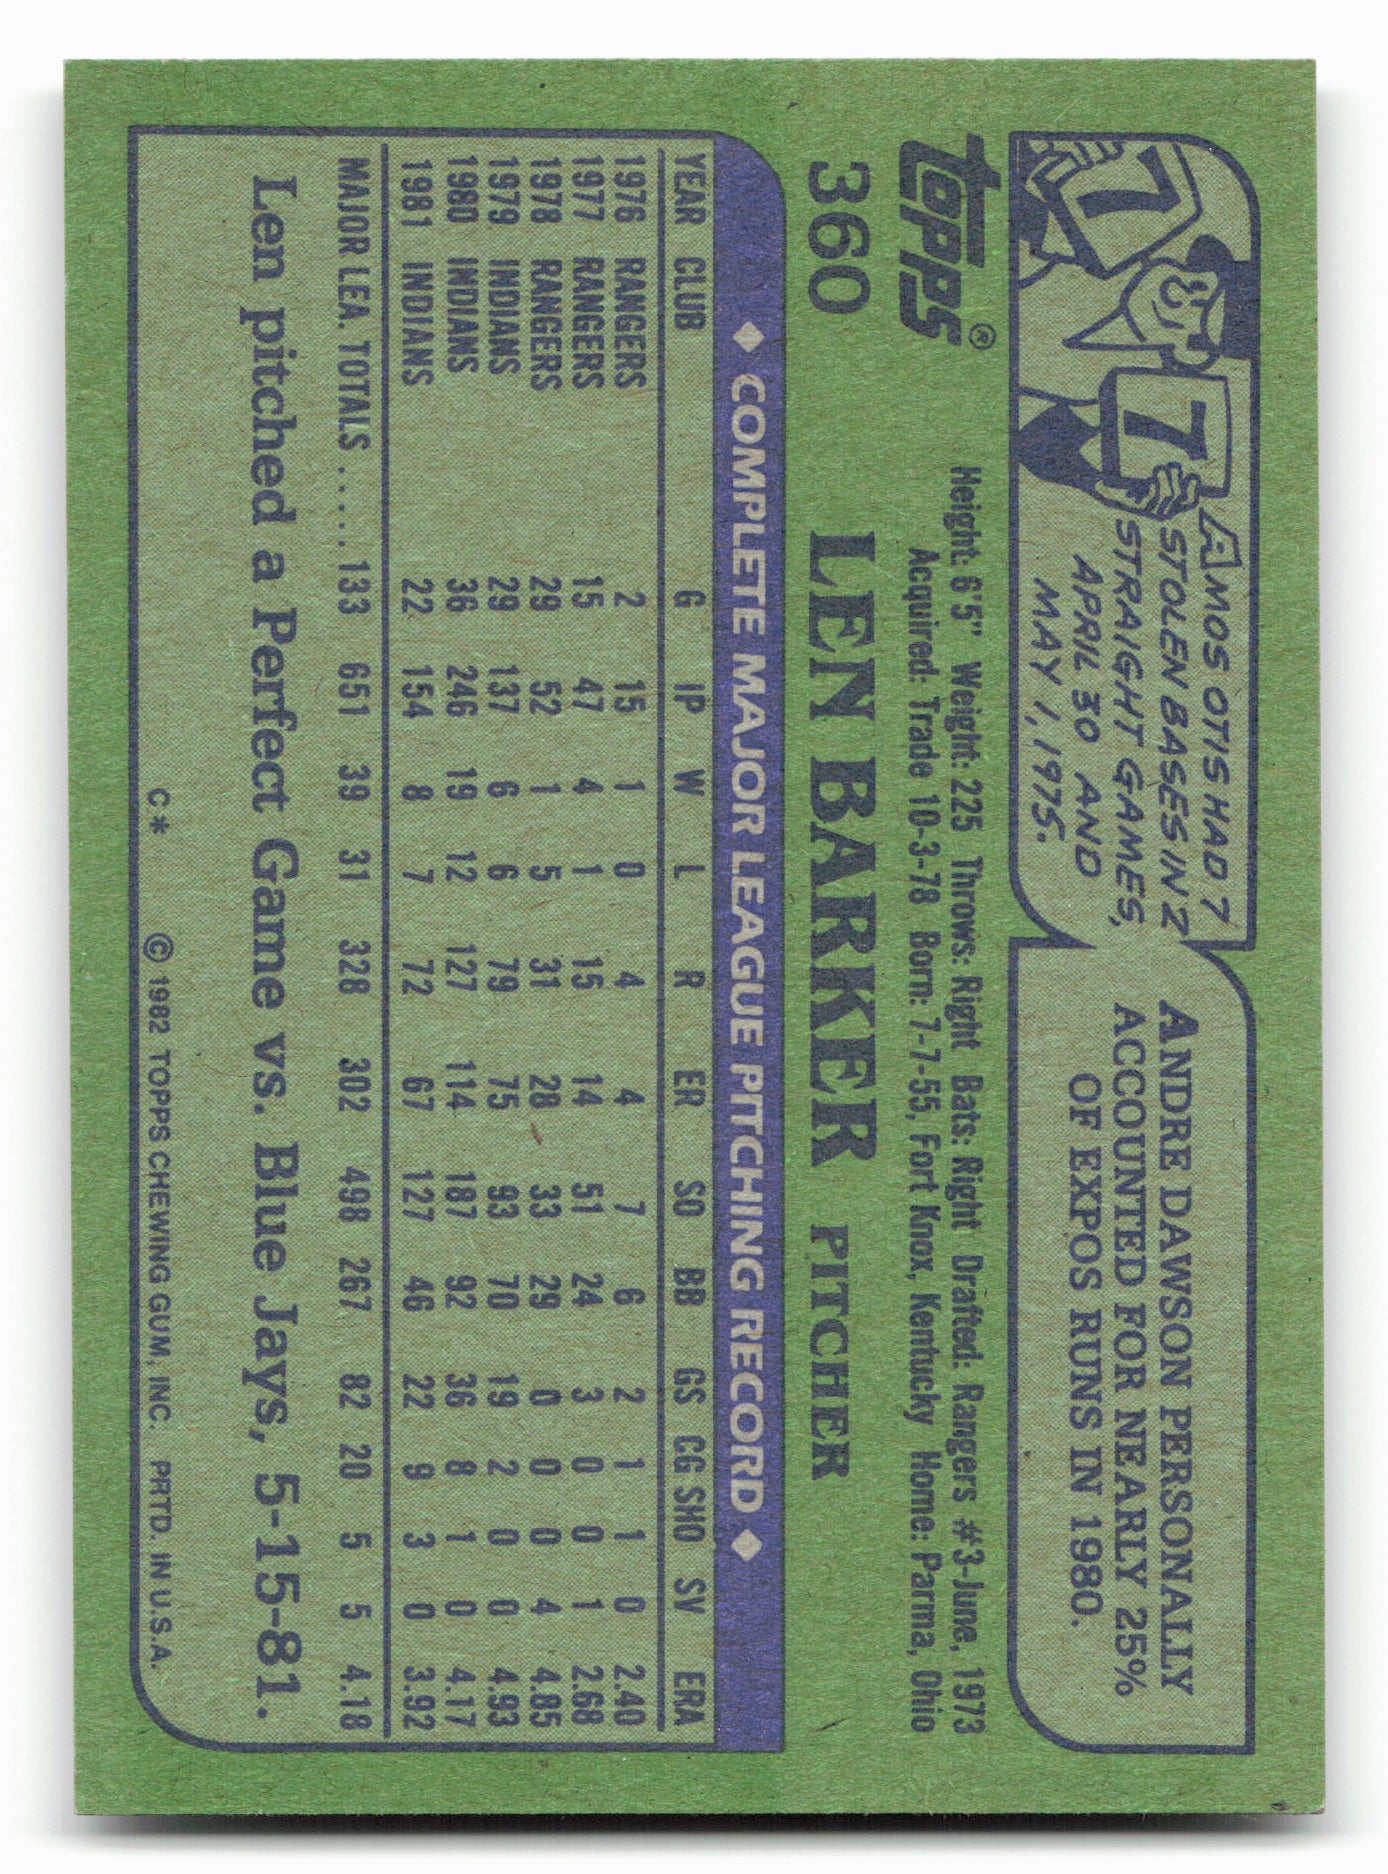 7
7
AMOS OTIS HAD 7
STOLEN BASES IN 2
STRAIGHT GAMES,
APRIL 30 AND
MAY 1, 1975.
ANDRE DAWSON PERSONALLY
ACCOUNTED FOR NEARLY 25%
OF EXPOS RUNS IN 1980.
TOPPS®
Height: 6'5" Weight: 225 Throws: Right Bats: Right Drafted: Rangers #3-June, 1973
Acquired: Trade 10-3-78 Born: 7-7-55, Fort Knox, Kentucky Home: Parma, Ohio
360 LEN BARKER PITCHER
◆ COMPLETE MAJOR LEAGUE PITCHING RECORD ◆
YEAR CLUB G IP W L R ER SO BB GS CG SHO SV ERA
1976 RANGERS 2 15 1 0 4 4 7 6 2 1 1 0 2.40
1977 RANGERS 15 47 4 1 15 14 51 24 3 0 0 1 2.68
1978 RANGERS 29 52 1 5 31 28 33 29 0 0 0 4 4.85
1979 INDIANS 29 137 6 6 79 75 93 70 19 2 0 0 4.93
1980 INDIANS 36 246 19 12 127 114 187 92 36 8 1 0 4.17
1981 INDIANS 22 154 8 7 72 67 127 46 22 9 3 0 3.92
MAJOR LEA. TOTALS ..... 133 651 39 31 328 302 498 267 82 20 5 5 4.18
Len pitched a Perfect Game vs. Blue Jays, 5-15-81.
C* © 1982 TOPPS CHEWING GUM, INC. PRTD. IN U.S.A.